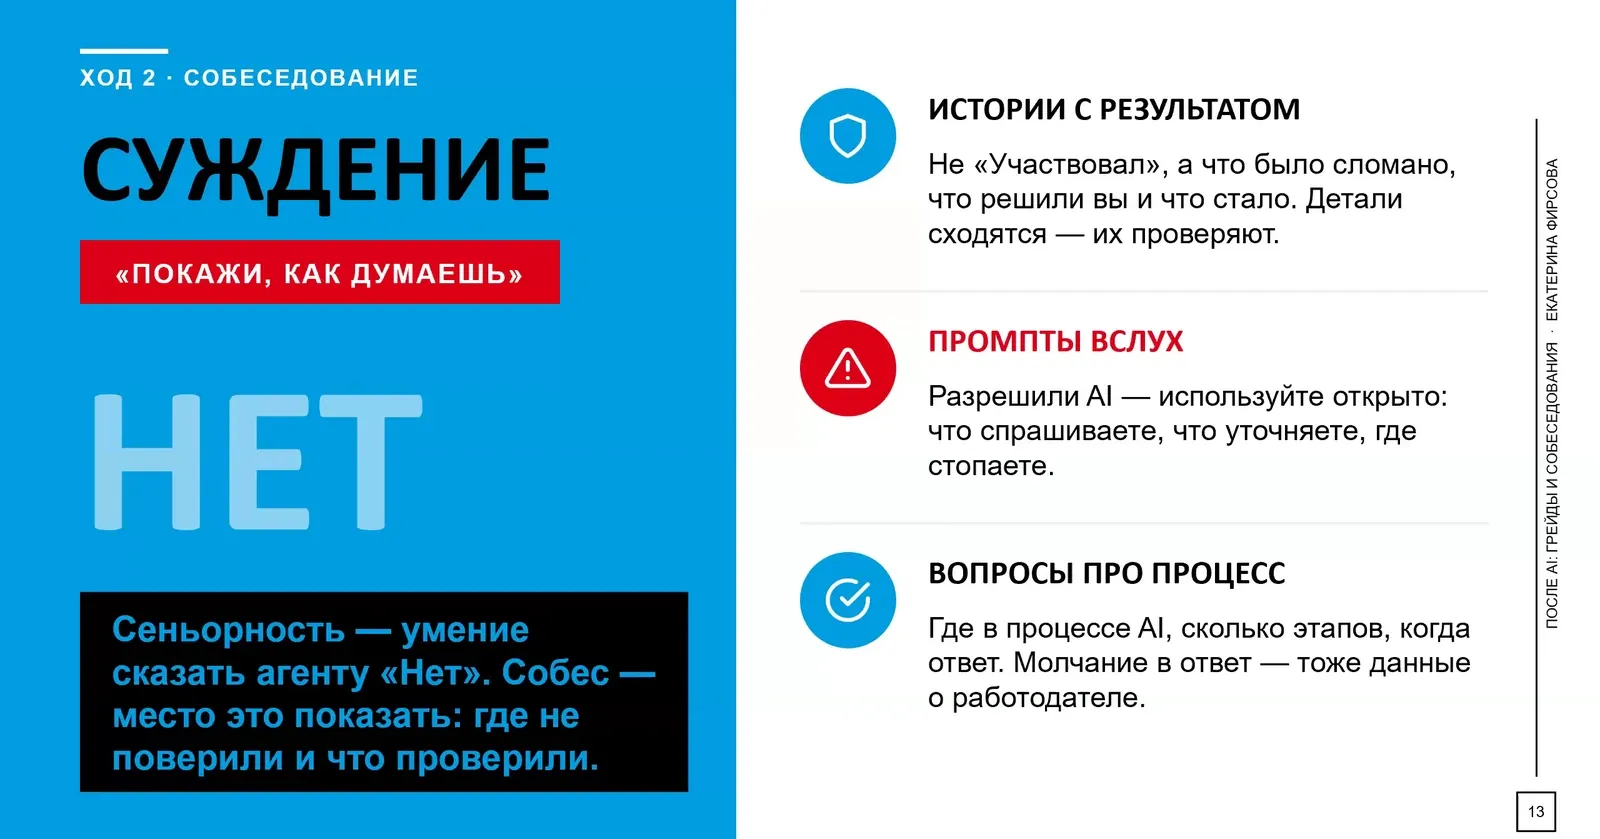 ХОД 2 · СОБЕСЕДОВАНИЕ
СУЖДЕНИЕ
«ПОКАЖИ, КАК ДУМАЕШЬ»
НЕТ
Сеньорность — умение
сказать агенту «Нет». Собес —
место это показать: где не
поверили и что проверили.
ИСТОРИИ С РЕЗУЛЬТАТОМ
Не «Участвовал», а что было сломано,
что решили вы и что стало. Детали
сходятся — их проверяют.
ПРОМПТЫ ВСЛУХ
Разрешили AI — используйте открыто:
что спрашиваете, что уточняете, где
стопаете.
ВОПРОСЫ ПРО ПРОЦЕСС
Где в процессе AI, сколько этапов, когда
ответ. Молчание в ответ — тоже данные
о работодателе.
ПОСЛЕ AI: ГРЕЙДЫ И СОБЕСЕДОВАНИЯ · ЕКАТЕРИНА ФИРСОВА
13